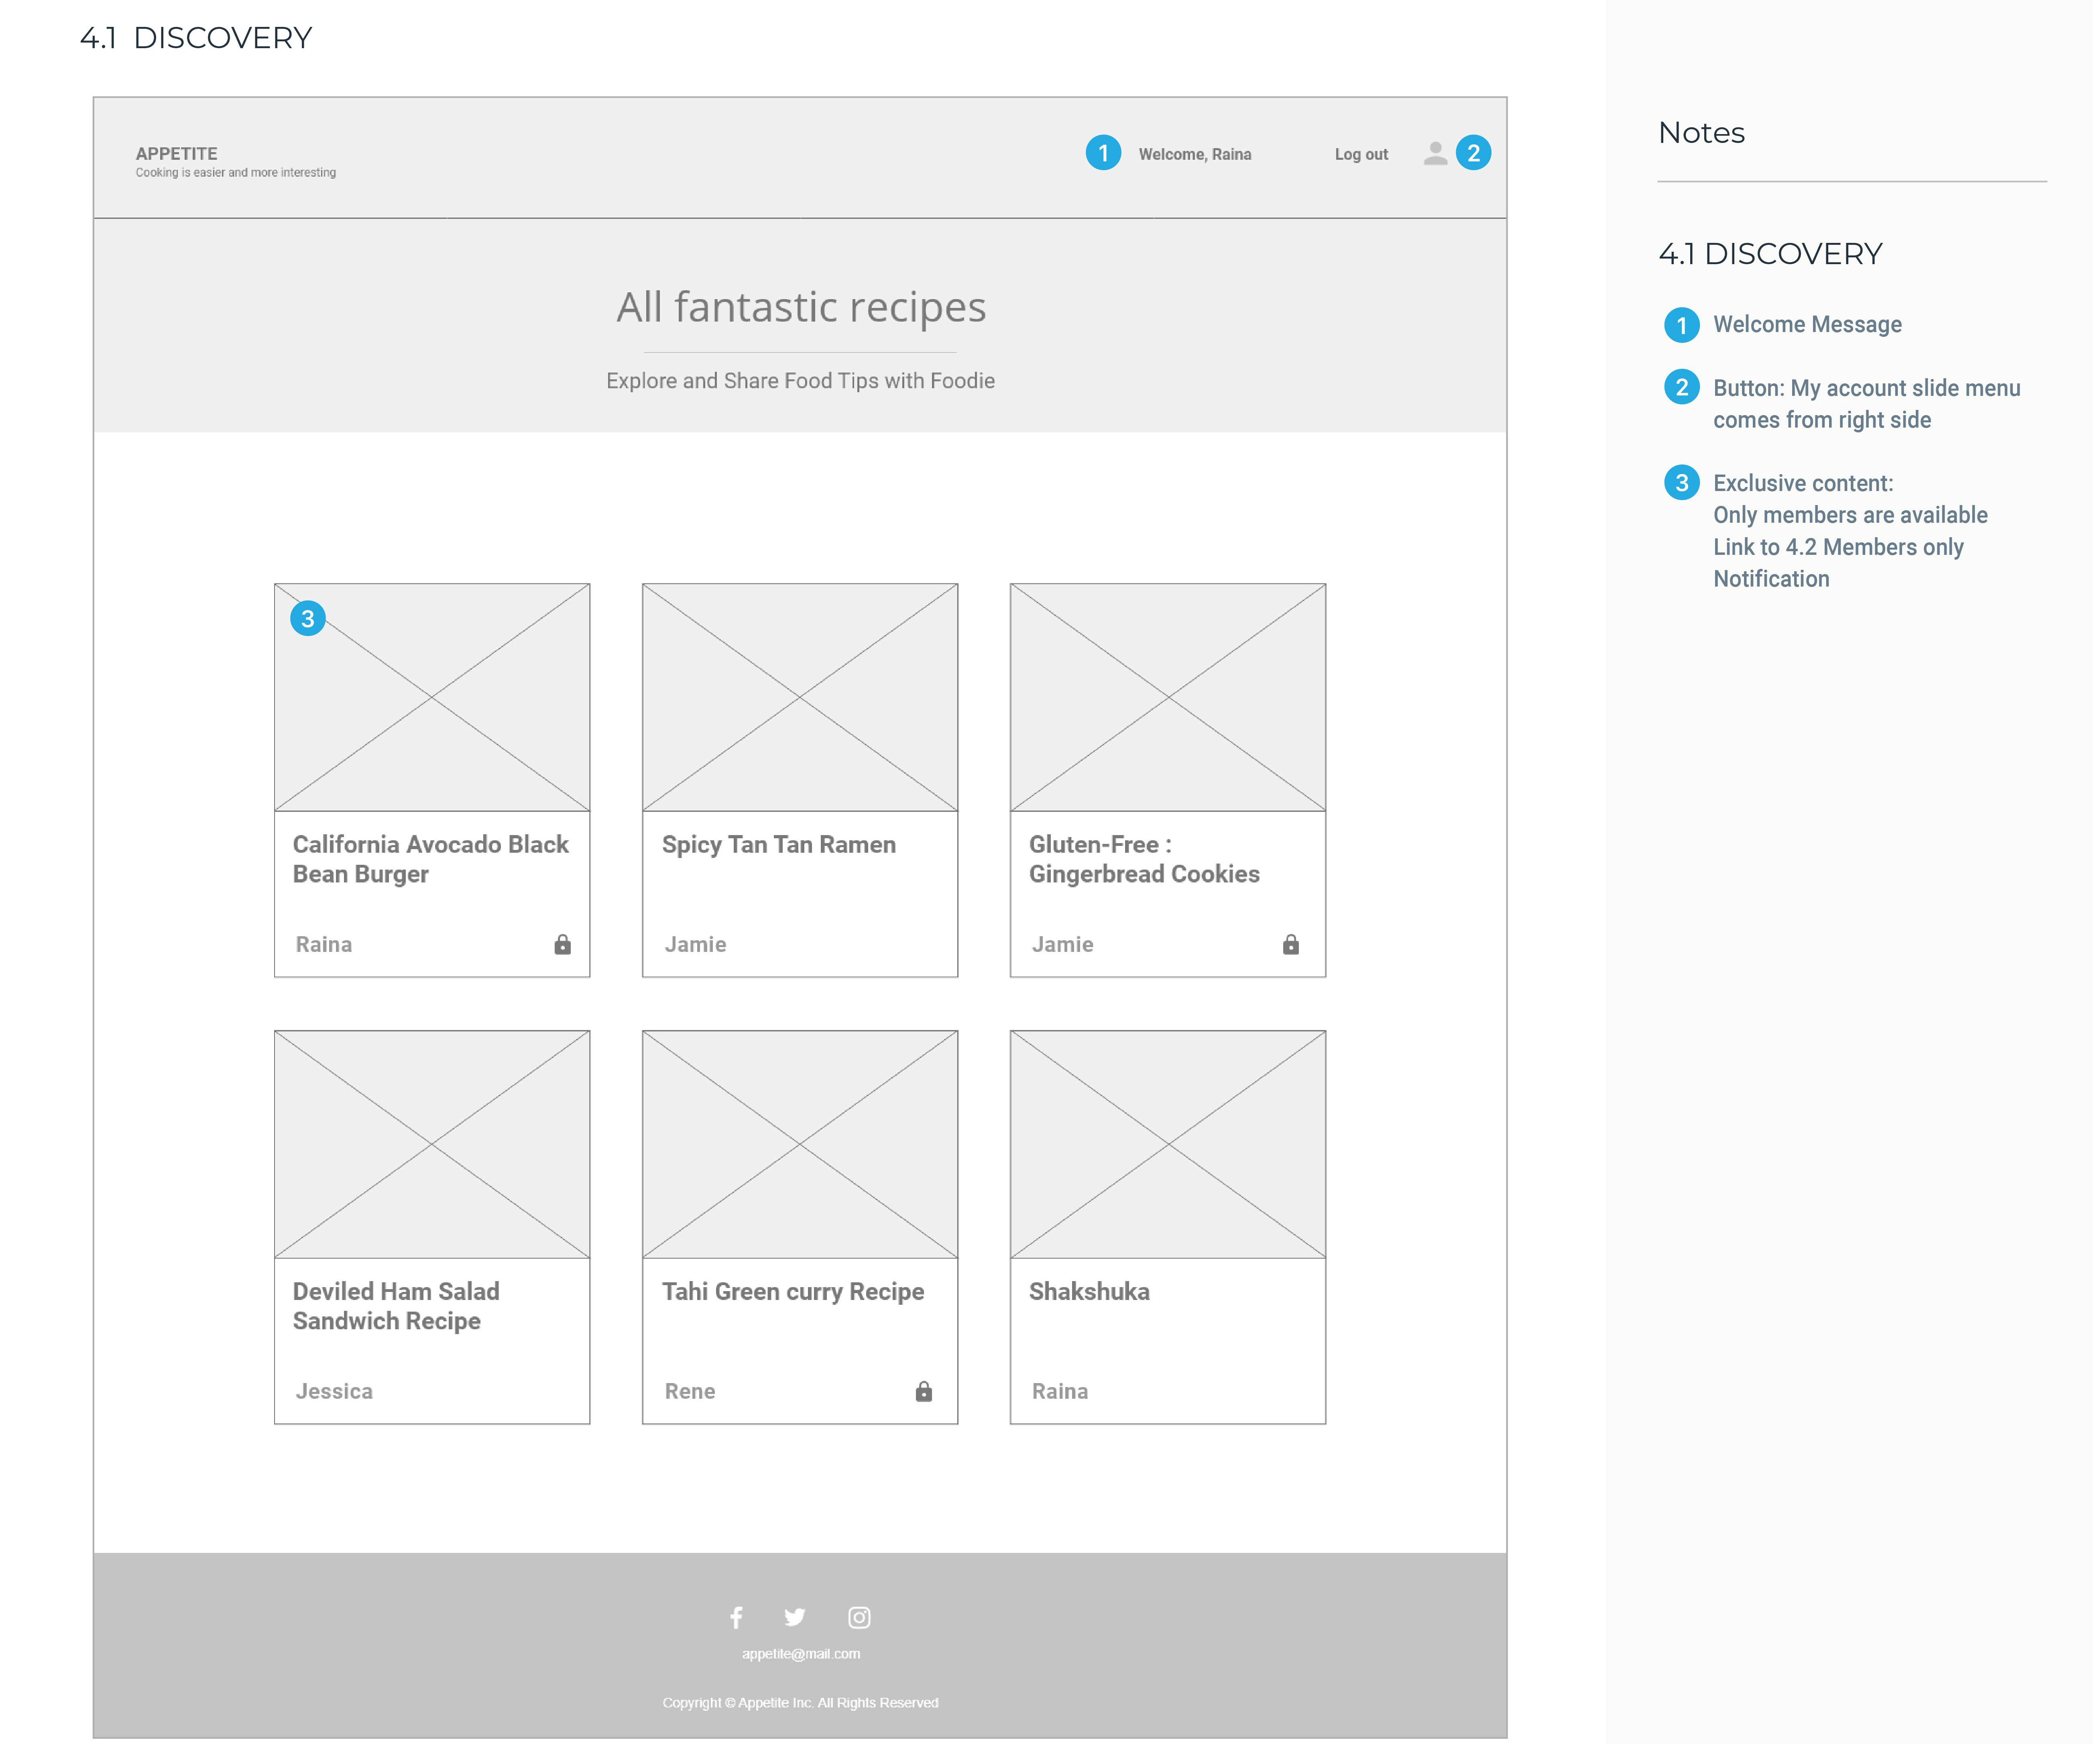 4.1 DISCOVERY
APPETITE
Cooking is easier and more interesting
1 Welcome, Raina Log out 2
All fantastic recipes
Explore and Share Food Tips with Foodie
3
California Avocado Black
Bean Burger
Raina
Spicy Tan Tan Ramen
Jamie
Gluten-Free :
Gingerbread Cookies
Jamie
Deviled Ham Salad
Sandwich Recipe
Jessica
Tahi Green curry Recipe
Rene
Shakshuka
Raina
appetite@mail.com
Copyright © Appetite Inc. All Rights Reserved
Notes
4.1 DISCOVERY
1 Welcome Message
2 Button: My account slide menu
comes from right side
3 Exclusive content:
Only members are available
Link to 4.2 Members only
Notification